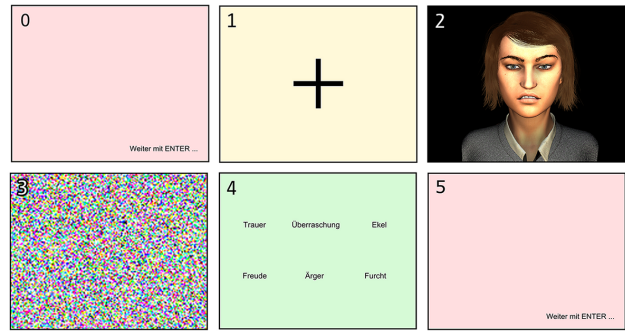 0
Weiter mit ENTER ...
1
2
3
4
Trauer Überraschung Ekel
Freude Ärger Furcht
5
Weiter mit ENTER ...